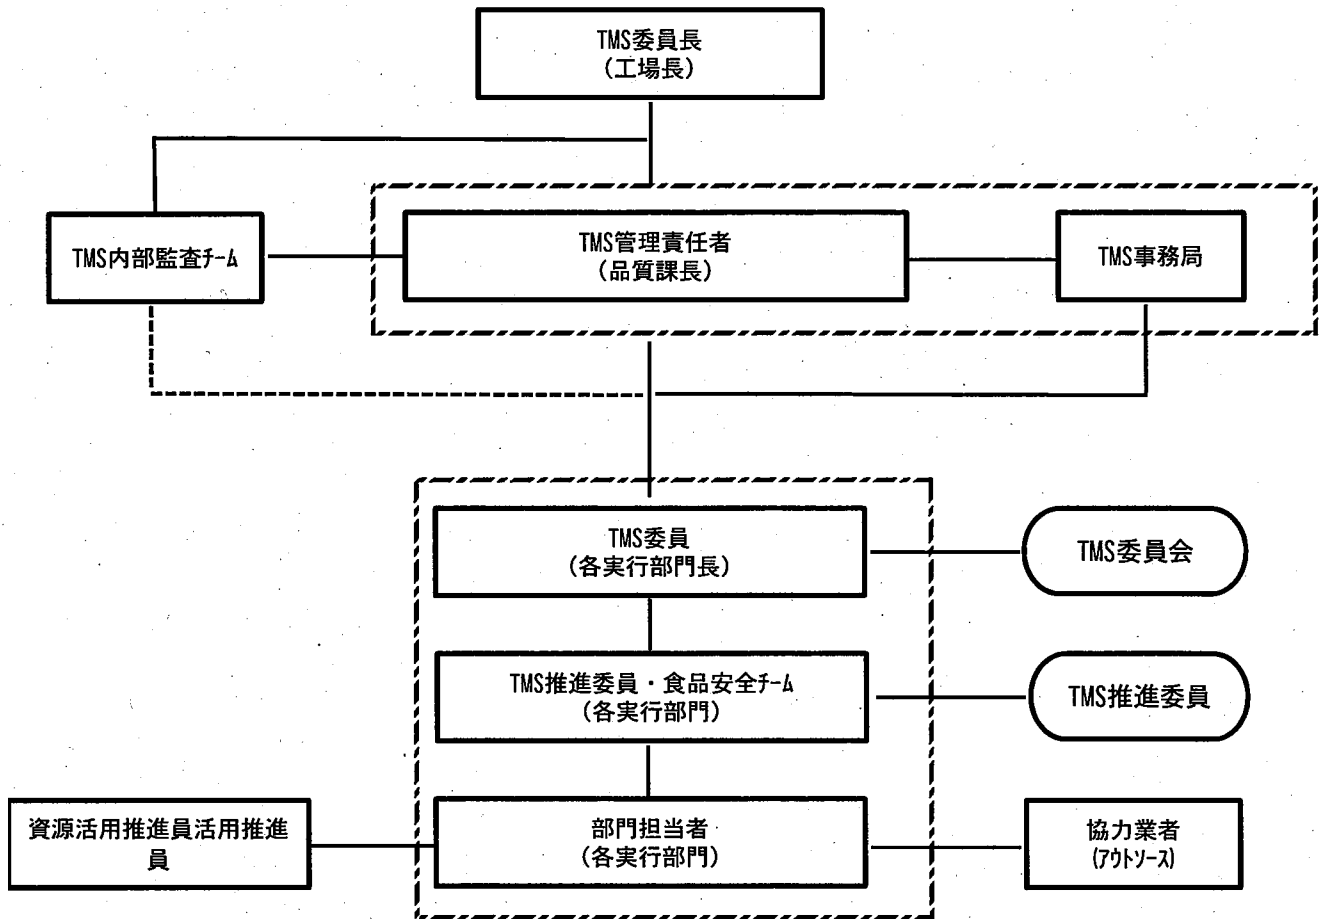 TMS委員長
(工場長)
TMS内部監査ﾁｰﾑ
TMS管理責任者
(品質課長)
TMS事務局
TMS委員
(各実行部門長)
TMS委員会
TMS推進委員・食品安全ﾁｰﾑ
(各実行部門)
TMS推進委員
資源活用推進員活用推進
員
部門担当者
(各実行部門)
協力業者
(ｱｳﾄｿｰｽ)